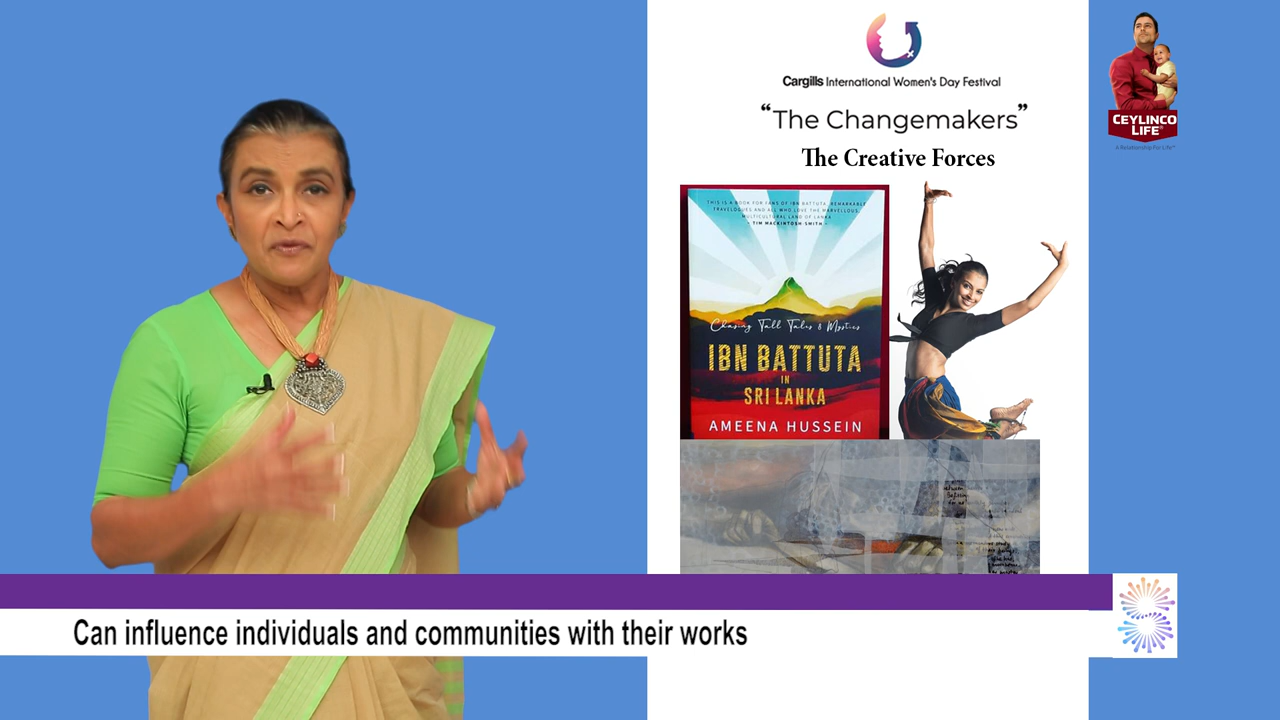 Cargills International Women's Day Festival
“The Changemakers”
The Creative Forces
THIS IS A BOOK FOR FANS OF IBN BATTUTA, REMARKABLE
TRAVELOGUES AND ALL WHO LOVE THE MARVELLOUS,
MULTICULTURAL LAND OF LANKA
- TIM MACKINTOSH-SMITH -
Chasing Tall Tales & Mystics
IBN BATTUTA
IN
SRI LANKA
AMEENA HUSSEIN
CEYLINCO
LIFE
A Relationship For Life™
Can influence individuals and communities with their works